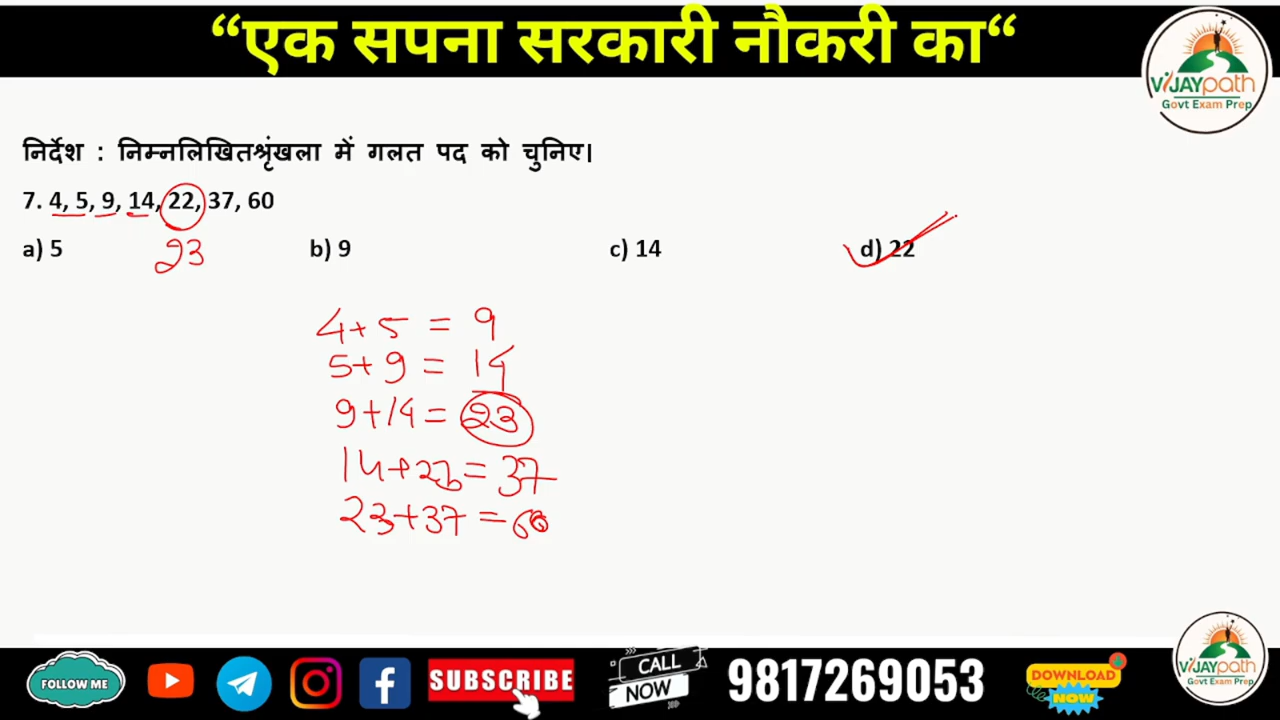 “एक सपना सरकारी नौकरी का“
VIJAYPATH
Govt Exam Prep
निर्देश : निम्नलिखितश्रृंखला में गलत पद को चुनिए।
7. 4, 5, 9, 14, 22, 37, 60
a) 5 b) 9 c) 14 d) 22
23
4+5 = 9
5+9 = 14
9+14 = 23
14+23 = 37
23+37 = 60
VIJAYPATH
Govt Exam Prep
FOLLOW ME
SUBSCRIBE
CALL NOW
9817269053
DOWNLOAD NOW